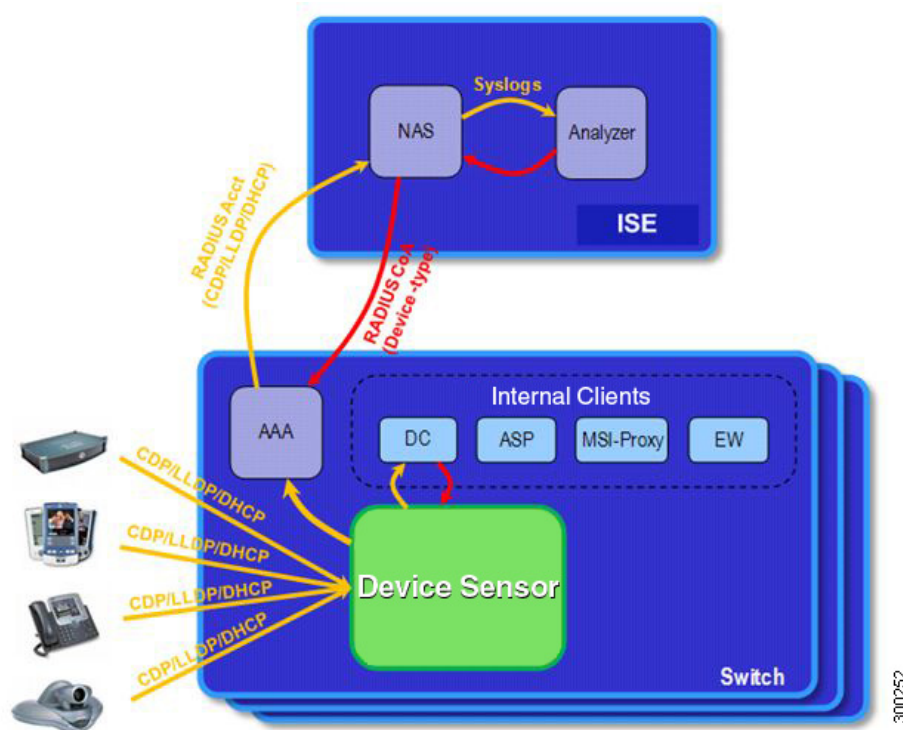 Syslogs
NAS
Analyzer
ISE
RADIUS Acct
(CDP/LLDP/DHCP)
RADIUS CoA
(Device -type)
Internal Clients
AAA
DC
ASP
MSI-Proxy
EW
CDP/LLDP/DHCP
CDP/LLDP/DHCP
CDP/LLDP/DHCP
CDP/LLDP/DHCP
Device Sensor
Switch
300252